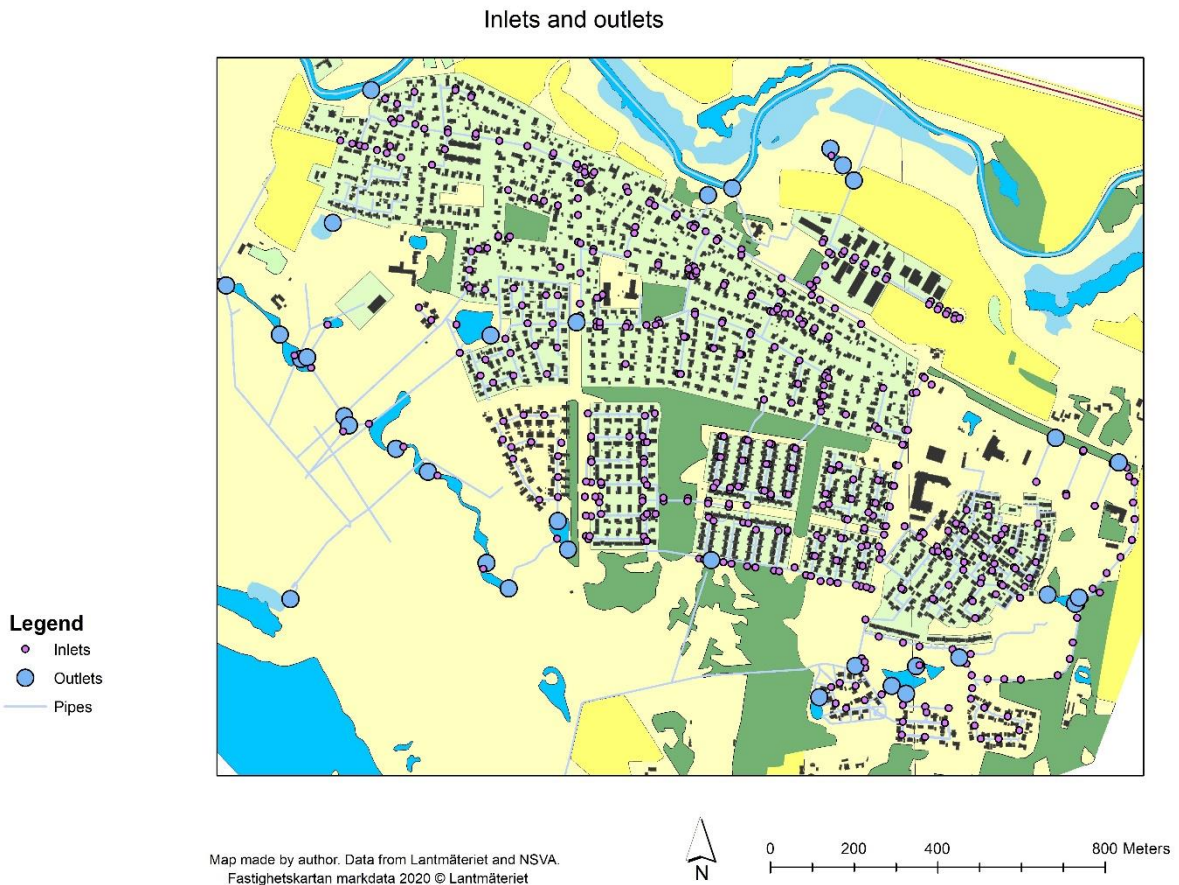 Inlets and outlets
Legend
Inlets
Outlets
Pipes
Map made by author. Data from Lantmäteriet and NSVA.
Fastighetskartan markdata 2020 © Lantmäteriet
N
0 200 400 800 Meters